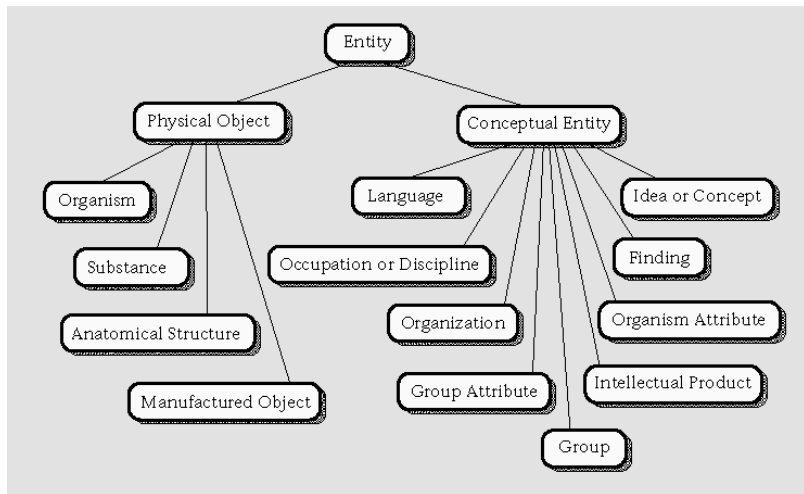 Entity
Physical Object
Conceptual Entity
Organism
Language
Idea or Concept
Substance
Occupation or Discipline
Finding
Anatomical Structure
Organization
Organism Attribute
Manufactured Object
Group Attribute
Intellectual Product
Group